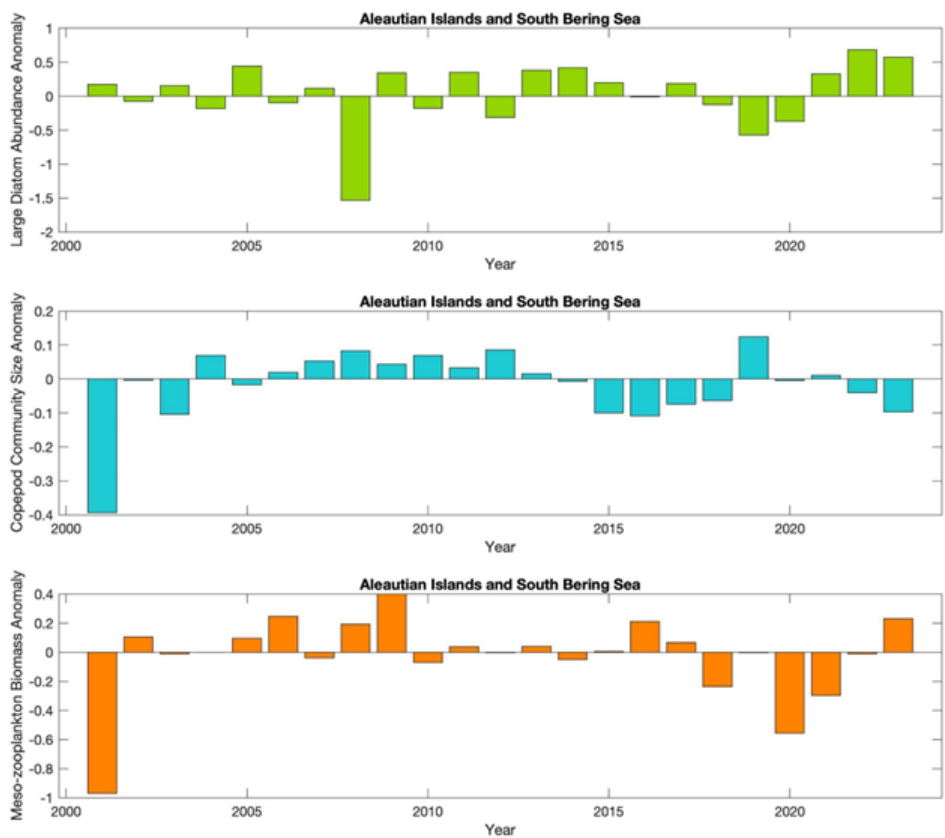 Aleautian Islands and South Bering Sea
Large Diatom Abundance Anomaly
1
0.5
0
-0.5
-1
-1.5
-2
2000 2005 2010 2015 2020
Year
Aleautian Islands and South Bering Sea
Copepod Community Size Anomaly
0.2
0.1
0
-0.1
-0.2
-0.3
-0.4
2000 2005 2010 2015 2020
Year
Aleautian Islands and South Bering Sea
Meso-zooplankton Biomass Anomaly
0.4
0.2
0
-0.2
-0.4
-0.6
-0.8
-1
2000 2005 2010 2015 2020
Year